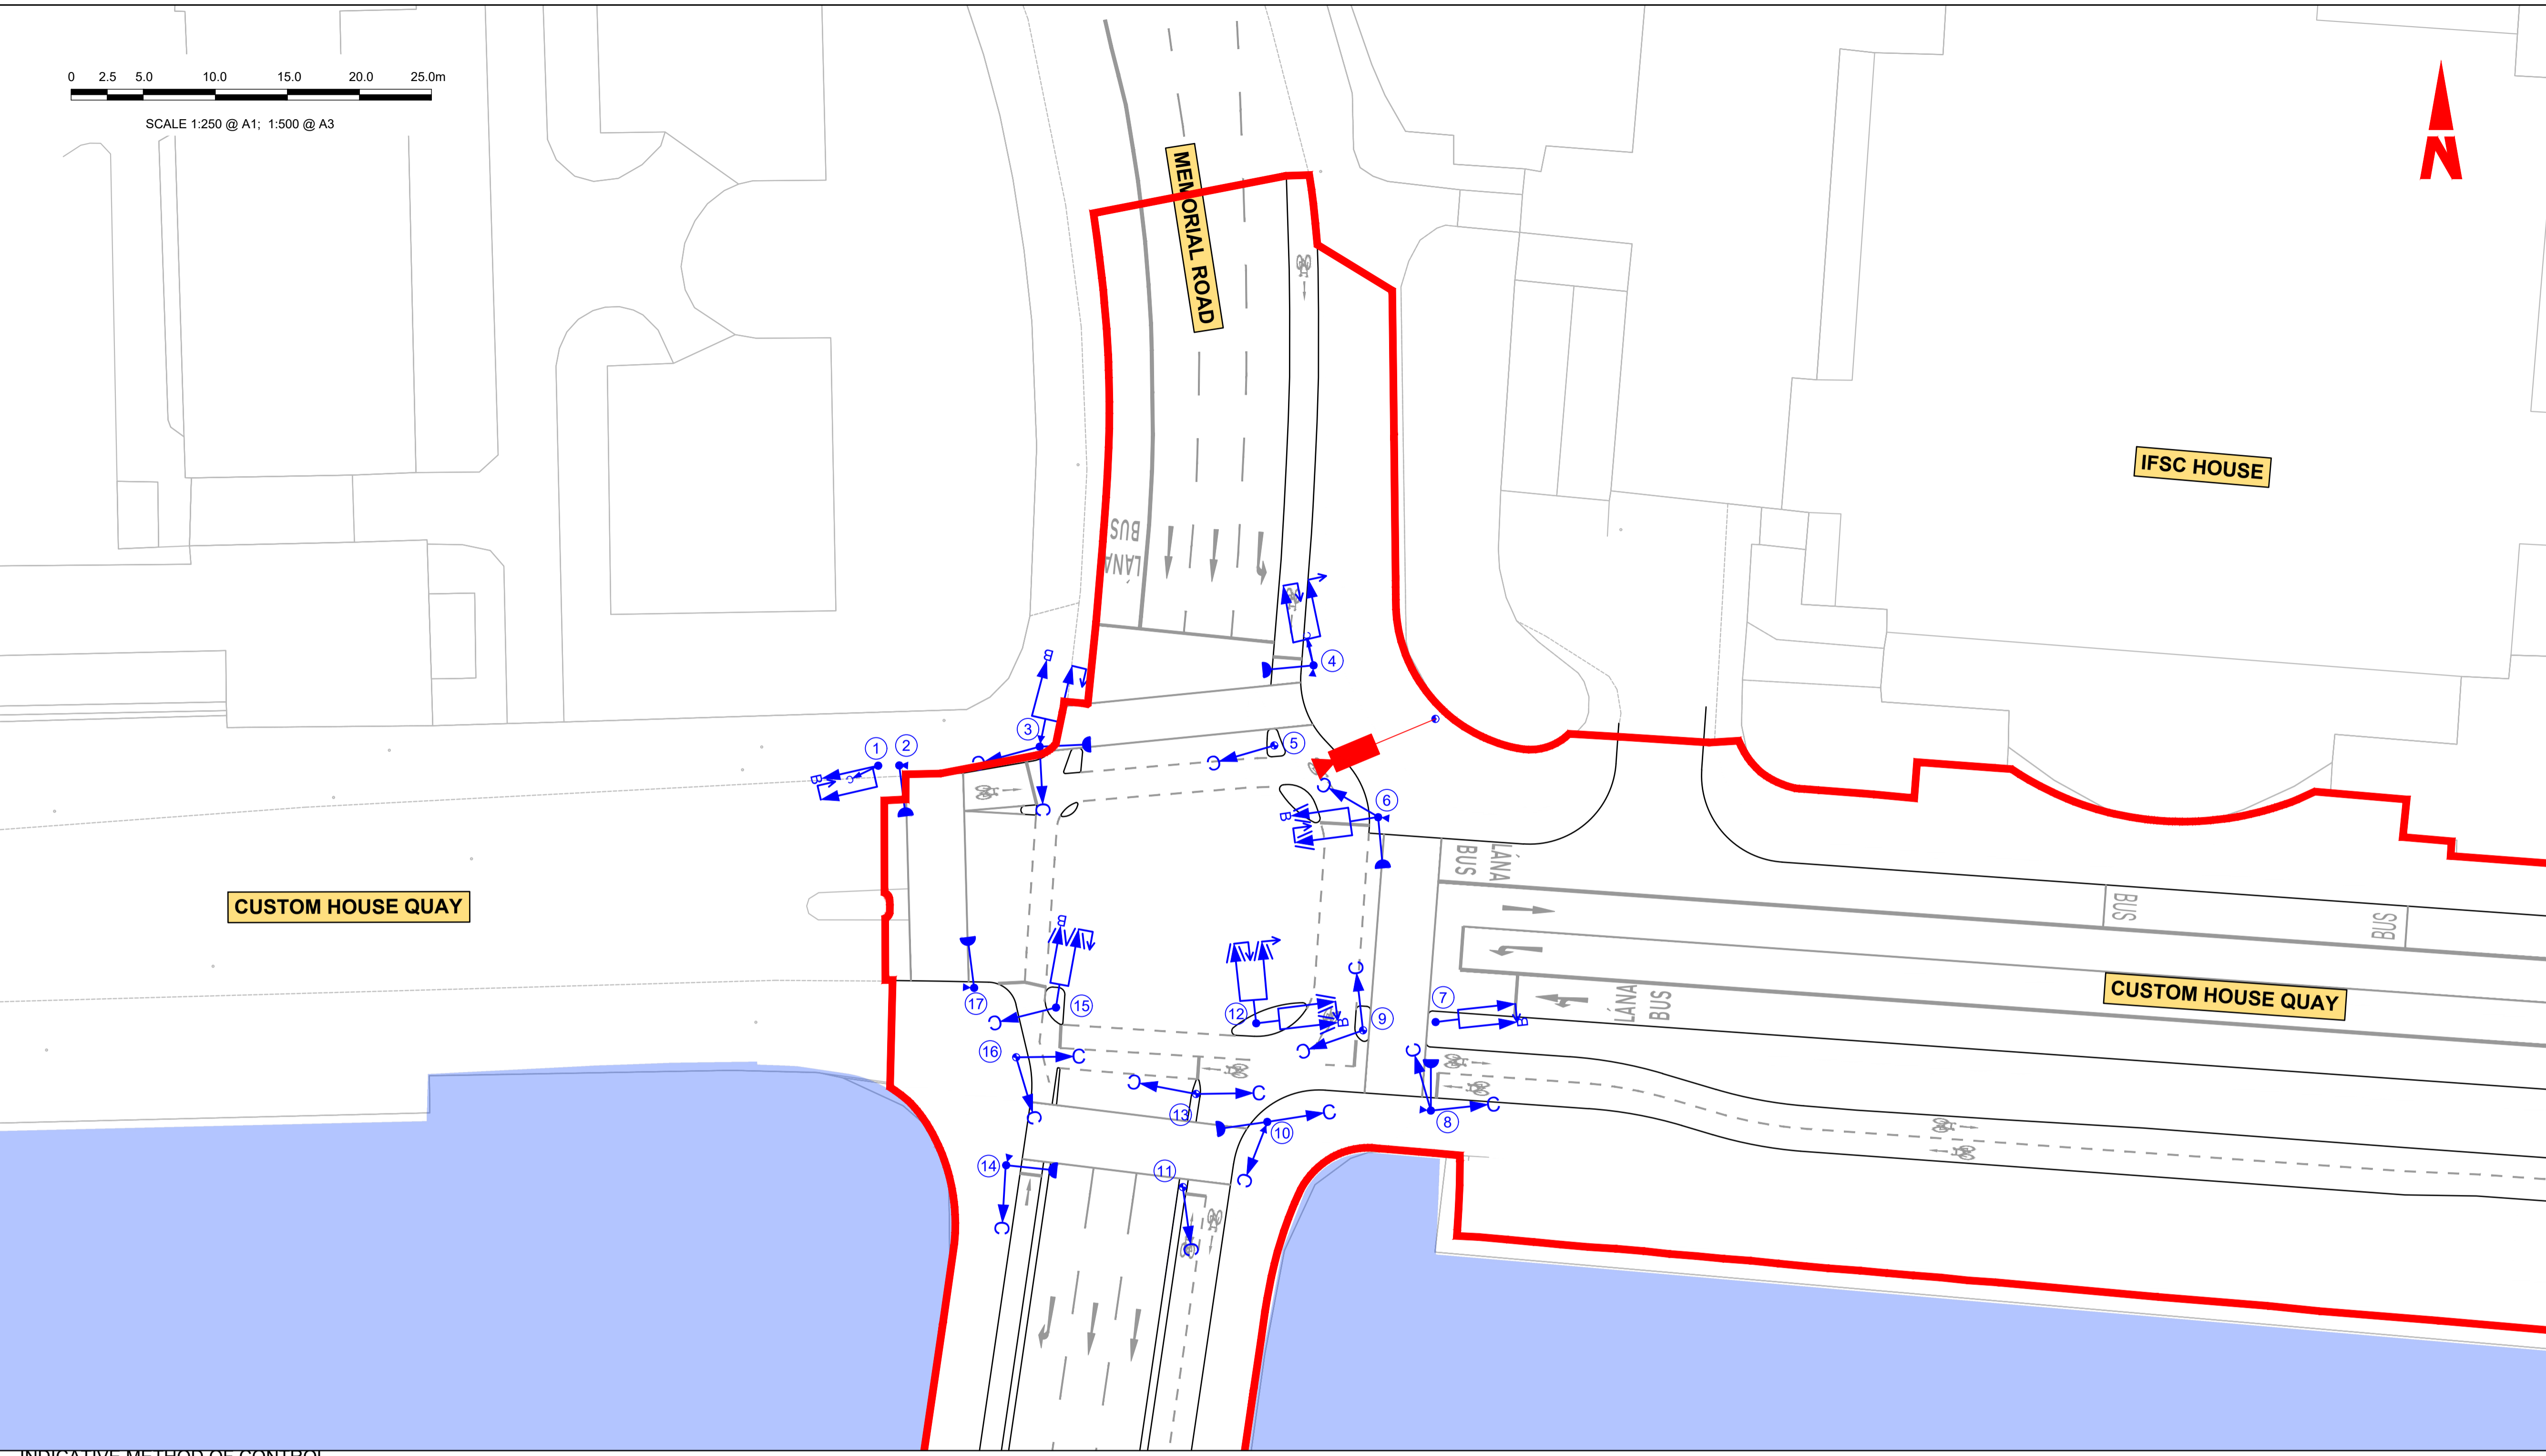 0 2.5 5.0 10.0 15.0 20.0 25.0m
SCALE 1:250 @ A1; 1:500 @ A3
N
MEMORIAL ROAD
IFSC HOUSE
BUS
LÁNA
B
4
3
C
5
C
1
2
B
C
C
C
6
B
LÁNA
BUS
CUSTOM HOUSE QUAY
BUS
BUS
B
C
17
15
C
12
B
C
9
7
B
LÁNA
BUS
CUSTOM HOUSE QUAY
16
C
C
C
C
C
C
13
C
10
C
8
C
14
11
C
C
C